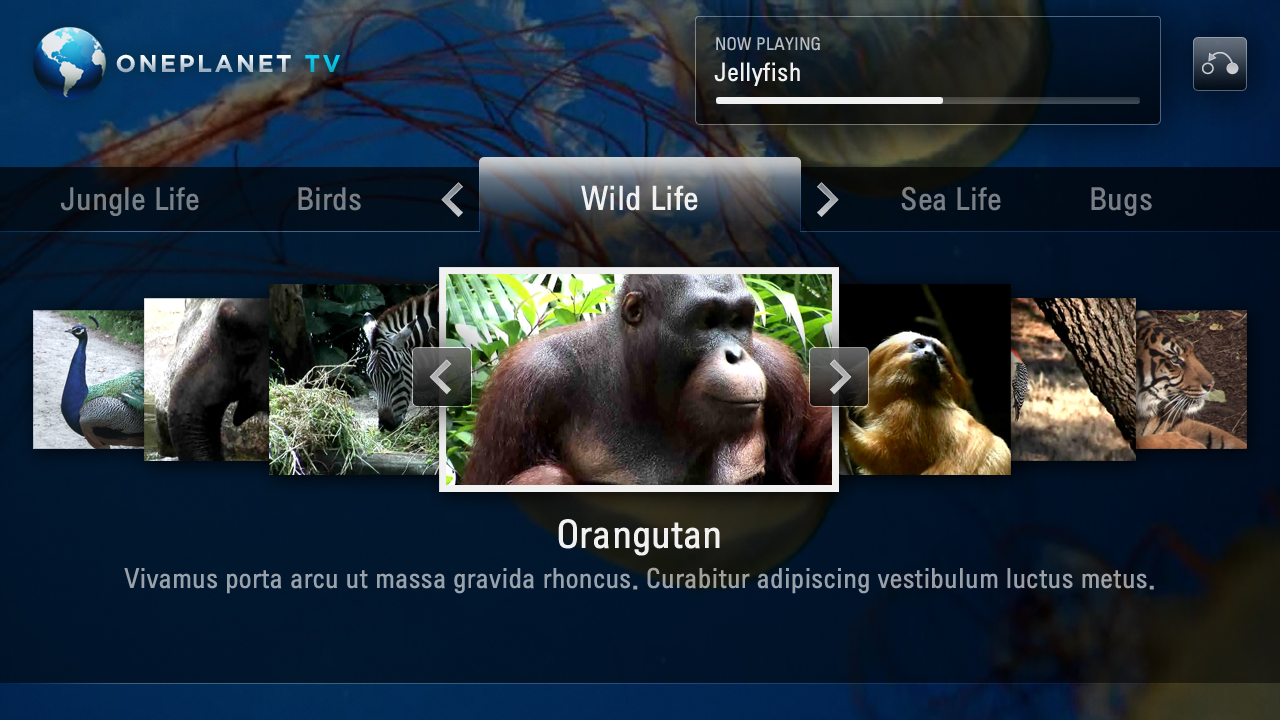 ONEPLANET TV
NOW PLAYING
Jellyfish
Jungle Life
Birds
Wild Life
Sea Life
Bugs
Orangutan
Vivamus porta arcu ut massa gravida rhoncus. Curabitur adipiscing vestibulum luctus metus.